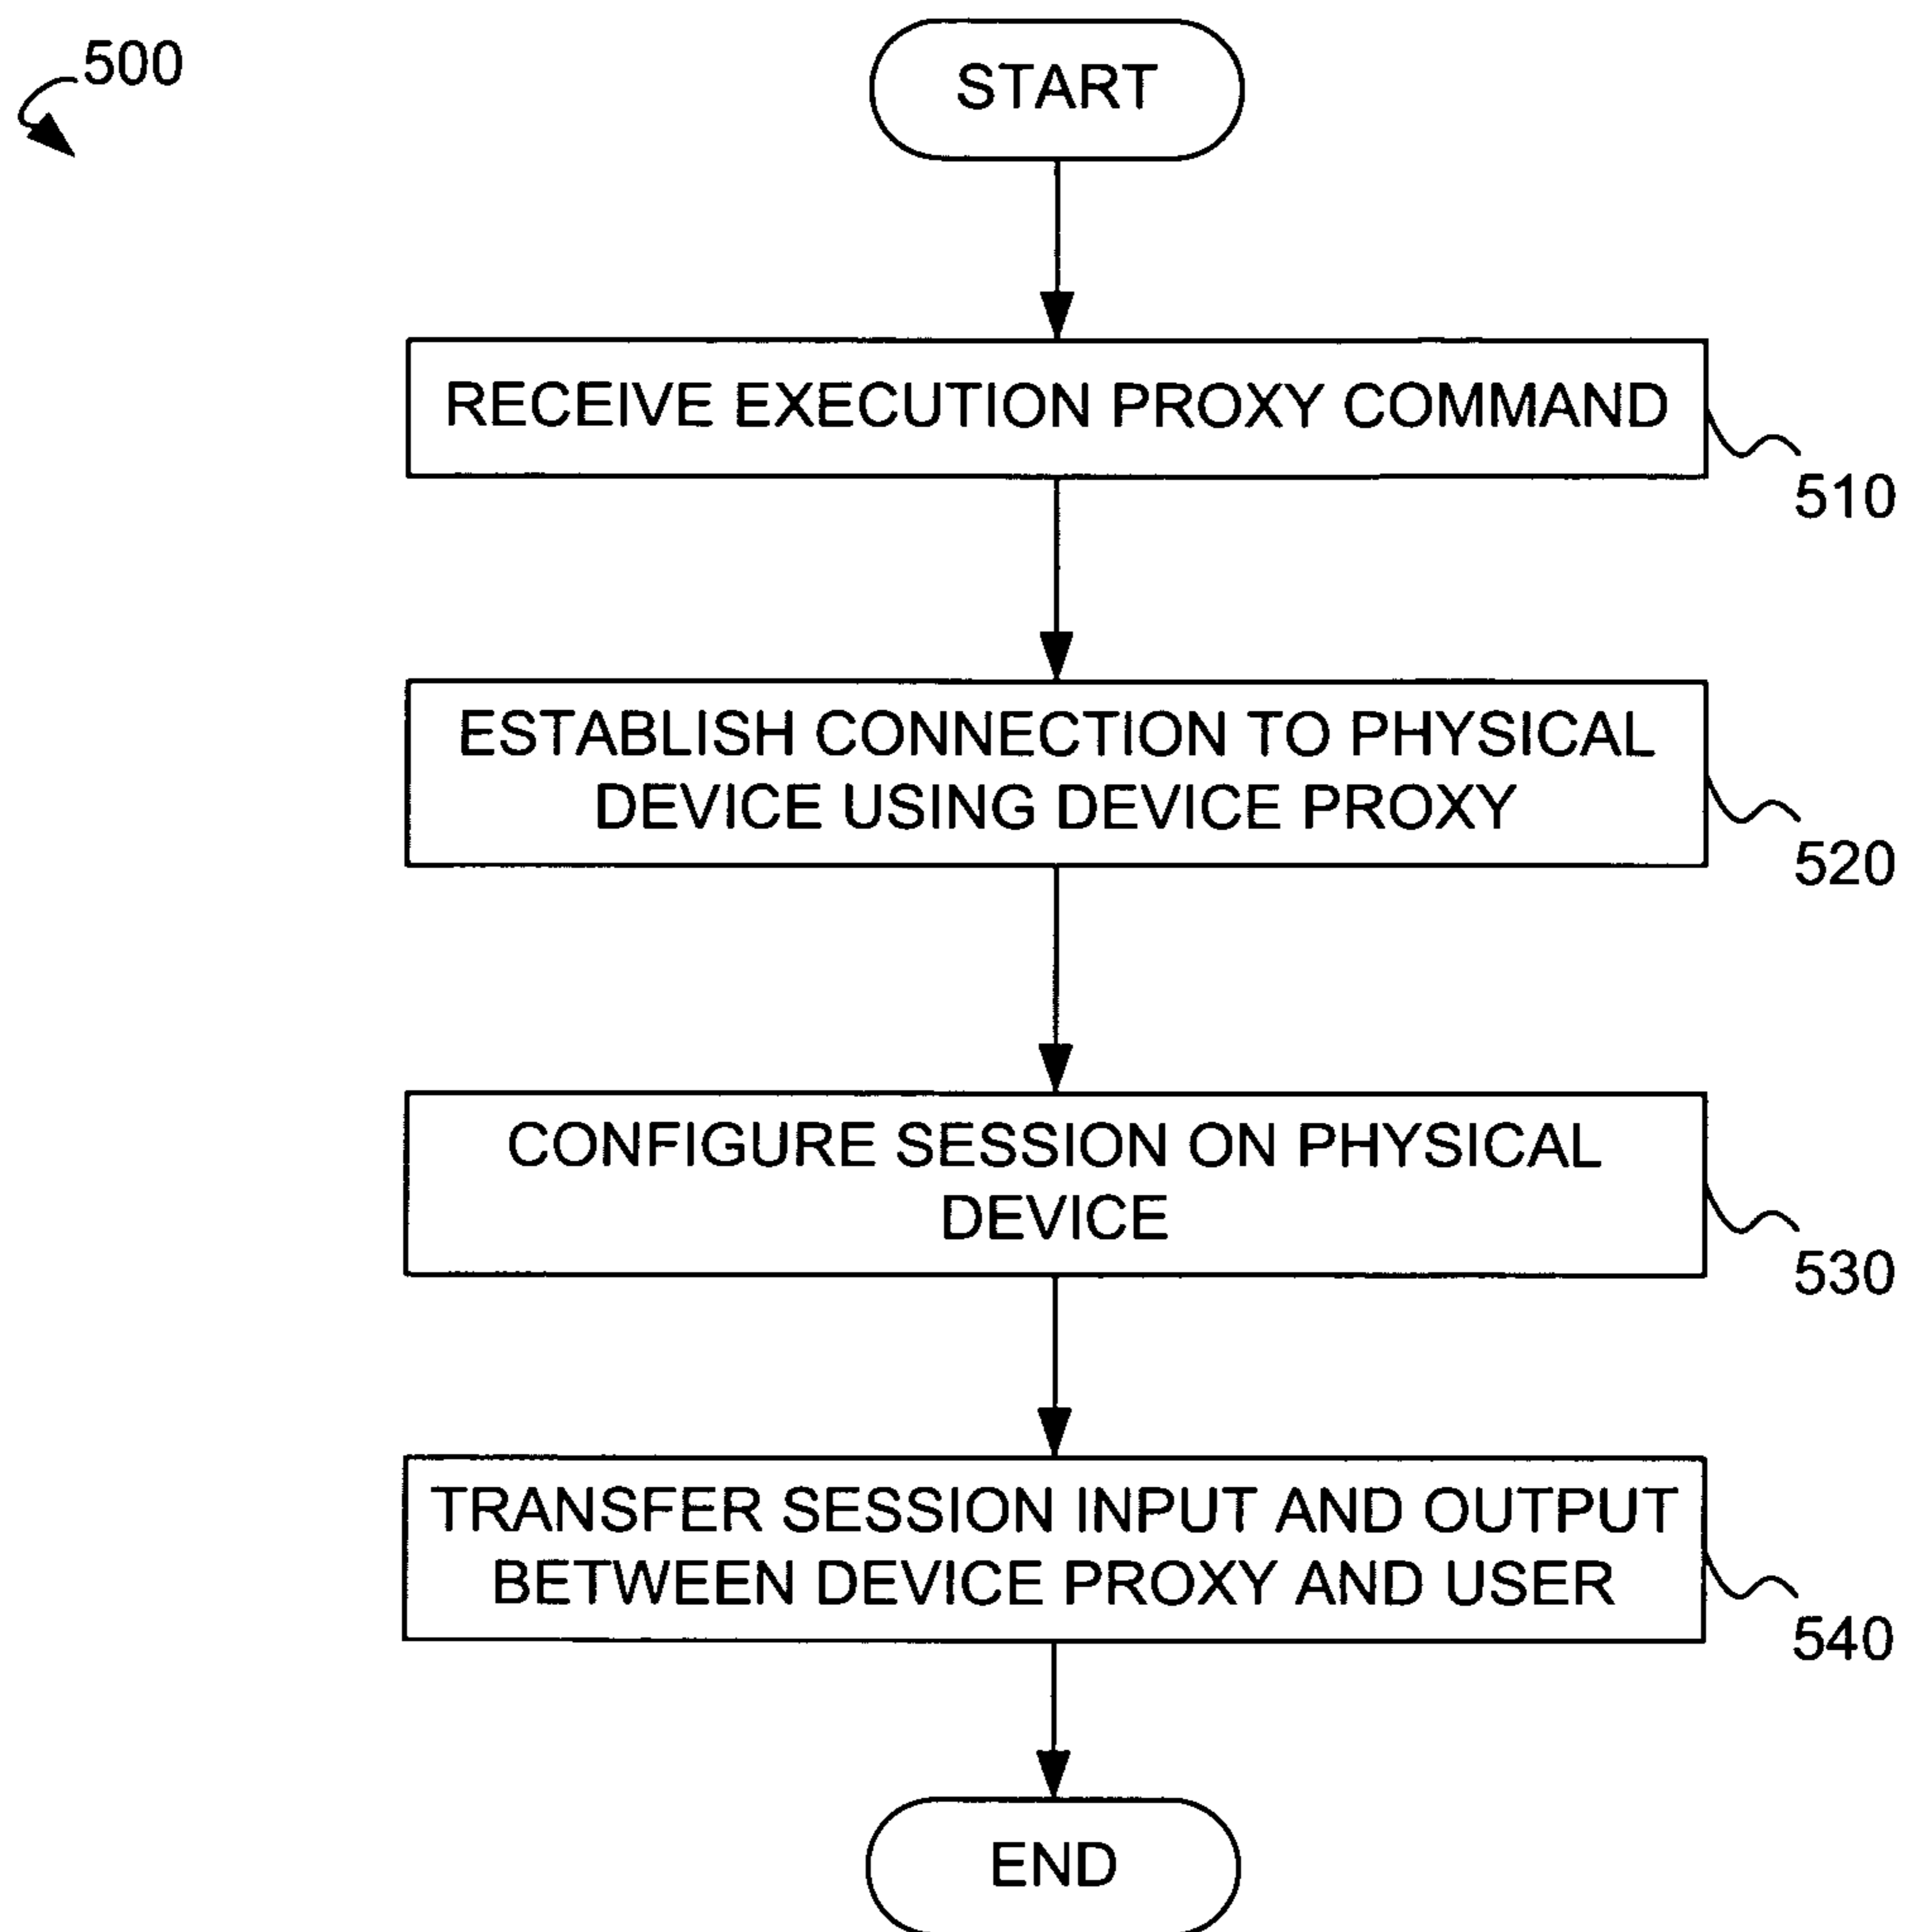 500
START
RECEIVE EXECUTION PROXY COMMAND
510
ESTABLISH CONNECTION TO PHYSICAL
DEVICE USING DEVICE PROXY
520
CONFIGURE SESSION ON PHYSICAL
DEVICE
530
TRANSFER SESSION INPUT AND OUTPUT
BETWEEN DEVICE PROXY AND USER
540
END